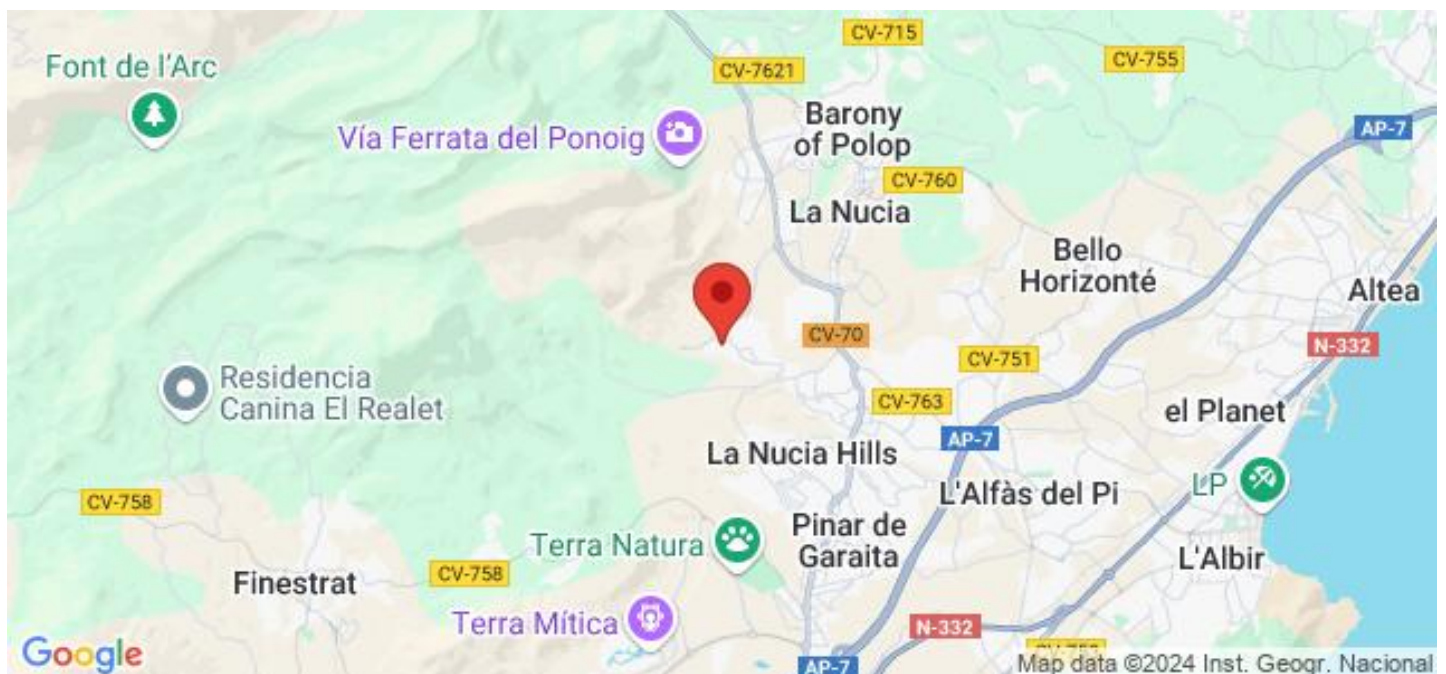 CV-715
CV-755
Font de l'Arc
CV-7621
Barony
of Polop
AP-7
Vía Ferrata del Ponoig
CV-760
La Nucia
Bello
Horizonté
Altea
CV-70
N-332
CV-751
Residencia
Canina El Realet
CV-763
el Planet
AP-7
La Nucia Hills
LP
L'Alfàs del Pi
CV-758
Terra Natura
Pinar de
Garaita
L'Albir
Finestrat
CV-758
Terra Mítica
N-332
Google
AP-7
Map data ©2024 Inst. Geogr. Nacional